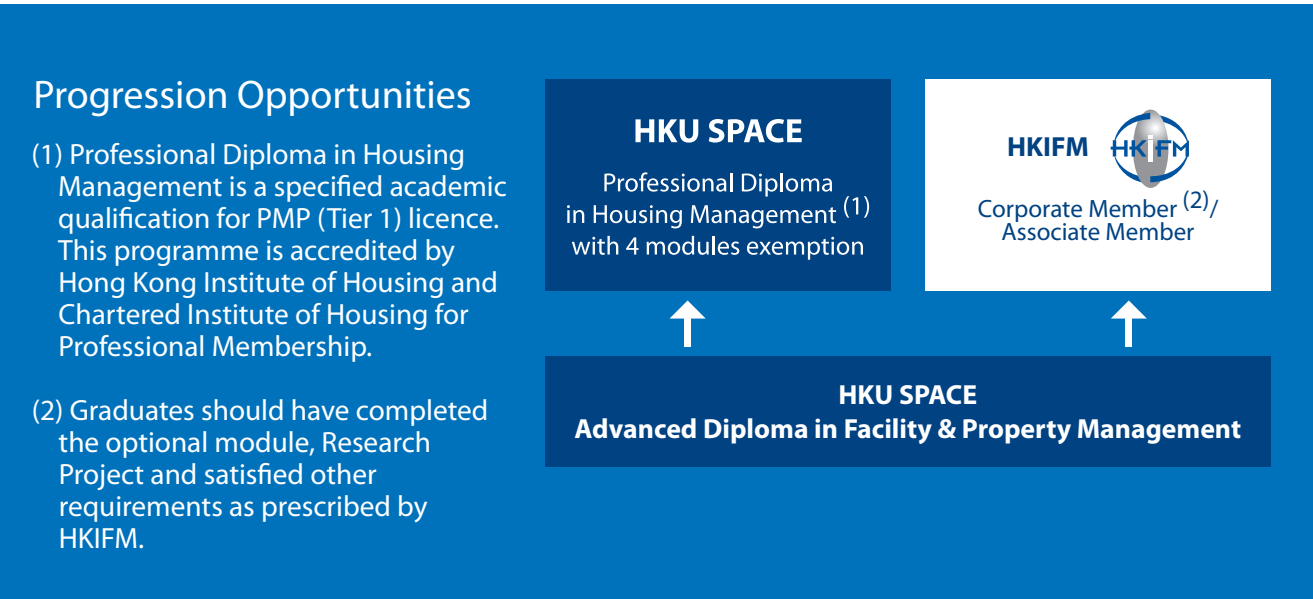 Progression Opportunities
(1) Professional Diploma in Housing
Management is a specified academic
qualification for PMP (Tier 1) licence.
This programme is accredited by
Hong Kong Institute of Housing and
Chartered Institute of Housing for
Professional Membership.
(2) Graduates should have completed
the optional module, Research
Project and satisfied other
requirements as prescribed by
HKIFM.
HKU SPACE
Professional Diploma
in Housing Management (1)
with 4 modules exemption
HKIFM
HKiFM
Corporate Member (2)/
Associate Member
HKU SPACE
Advanced Diploma in Facility & Property Management